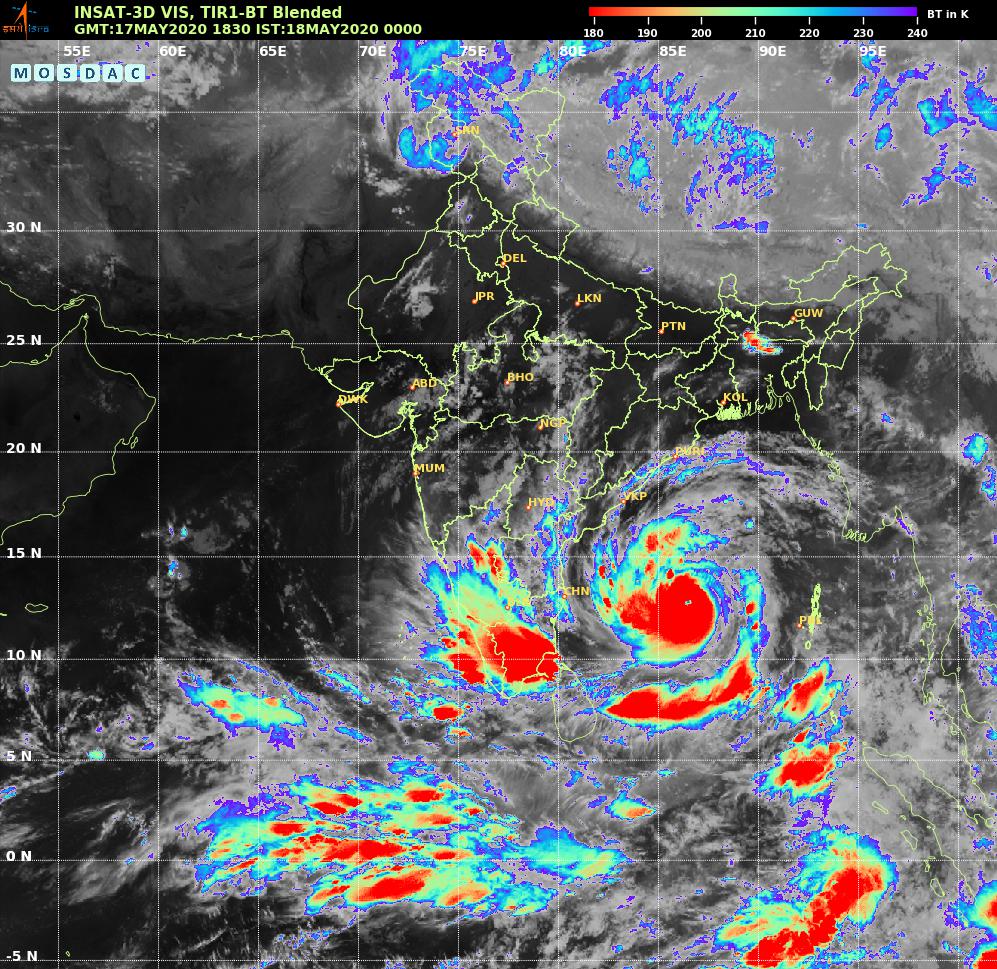 INSAT-3D VIS, TIR1-BT Blended
GMT:17MAY2020 1830 IST:18MAY2020 0000
180 190 200 210 220 230 240 BT in K
55E 60E 65E 70E 75E 80E 85E 90E 95E
MOSDAC
SRN
30 N
DEL
JPR LKN
GUW
PTN
25 N
BHO
ABD
DWK KOL
NGP
20 N PURI
MUM
HYD VKP
15 N
CHN
PBL
10 N
5 N
0 N
-5 N